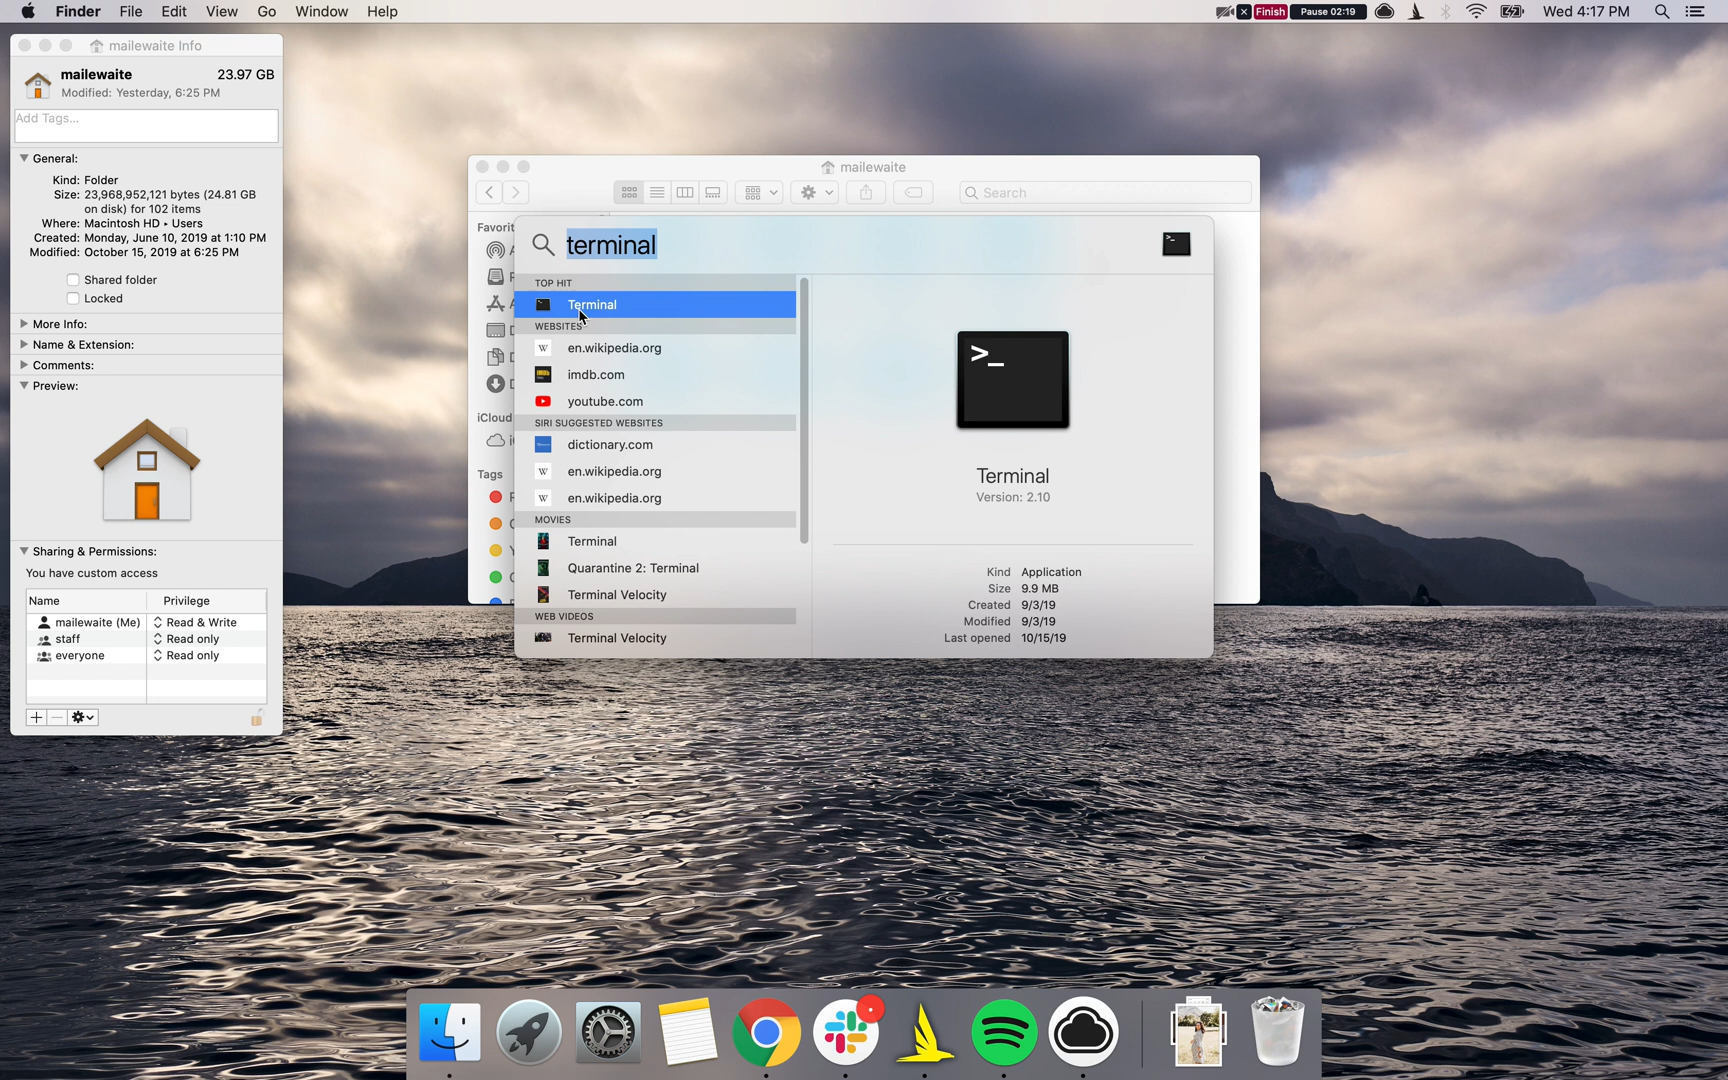 Finder File Edit View Go Window Help
Finish Pause 02:19 Wed 4:17 PM
mailewaite Info
mailewaite 23.97 GB
Modified: Yesterday, 6:25 PM
Add Tags...
General:
Kind: Folder
Size: 23,968,952,121 bytes (24.81 GB
on disk) for 102 items
Where: Macintosh HD ▸ Users
Created: Monday, June 10, 2019 at 1:10 PM
Modified: October 15, 2019 at 6:25 PM
Shared folder
Locked
More Info:
Name & Extension:
Comments:
Preview:
Sharing & Permissions:
You have custom access
Name Privilege
mailewaite (Me) Read & Write
staff Read only
everyone Read only
mailewaite
Search
Favorit
iCloud
Tags
terminal
TOP HIT
Terminal
WEBSITES
en.wikipedia.org
imdb.com
youtube.com
SIRI SUGGESTED WEBSITES
dictionary.com
en.wikipedia.org
en.wikipedia.org
MOVIES
Terminal
Quarantine 2: Terminal
Terminal Velocity
WEB VIDEOS
Terminal Velocity
>_
Terminal
Version: 2.10
Kind Application
Size 9.9 MB
Created 9/3/19
Modified 9/3/19
Last opened 10/15/19